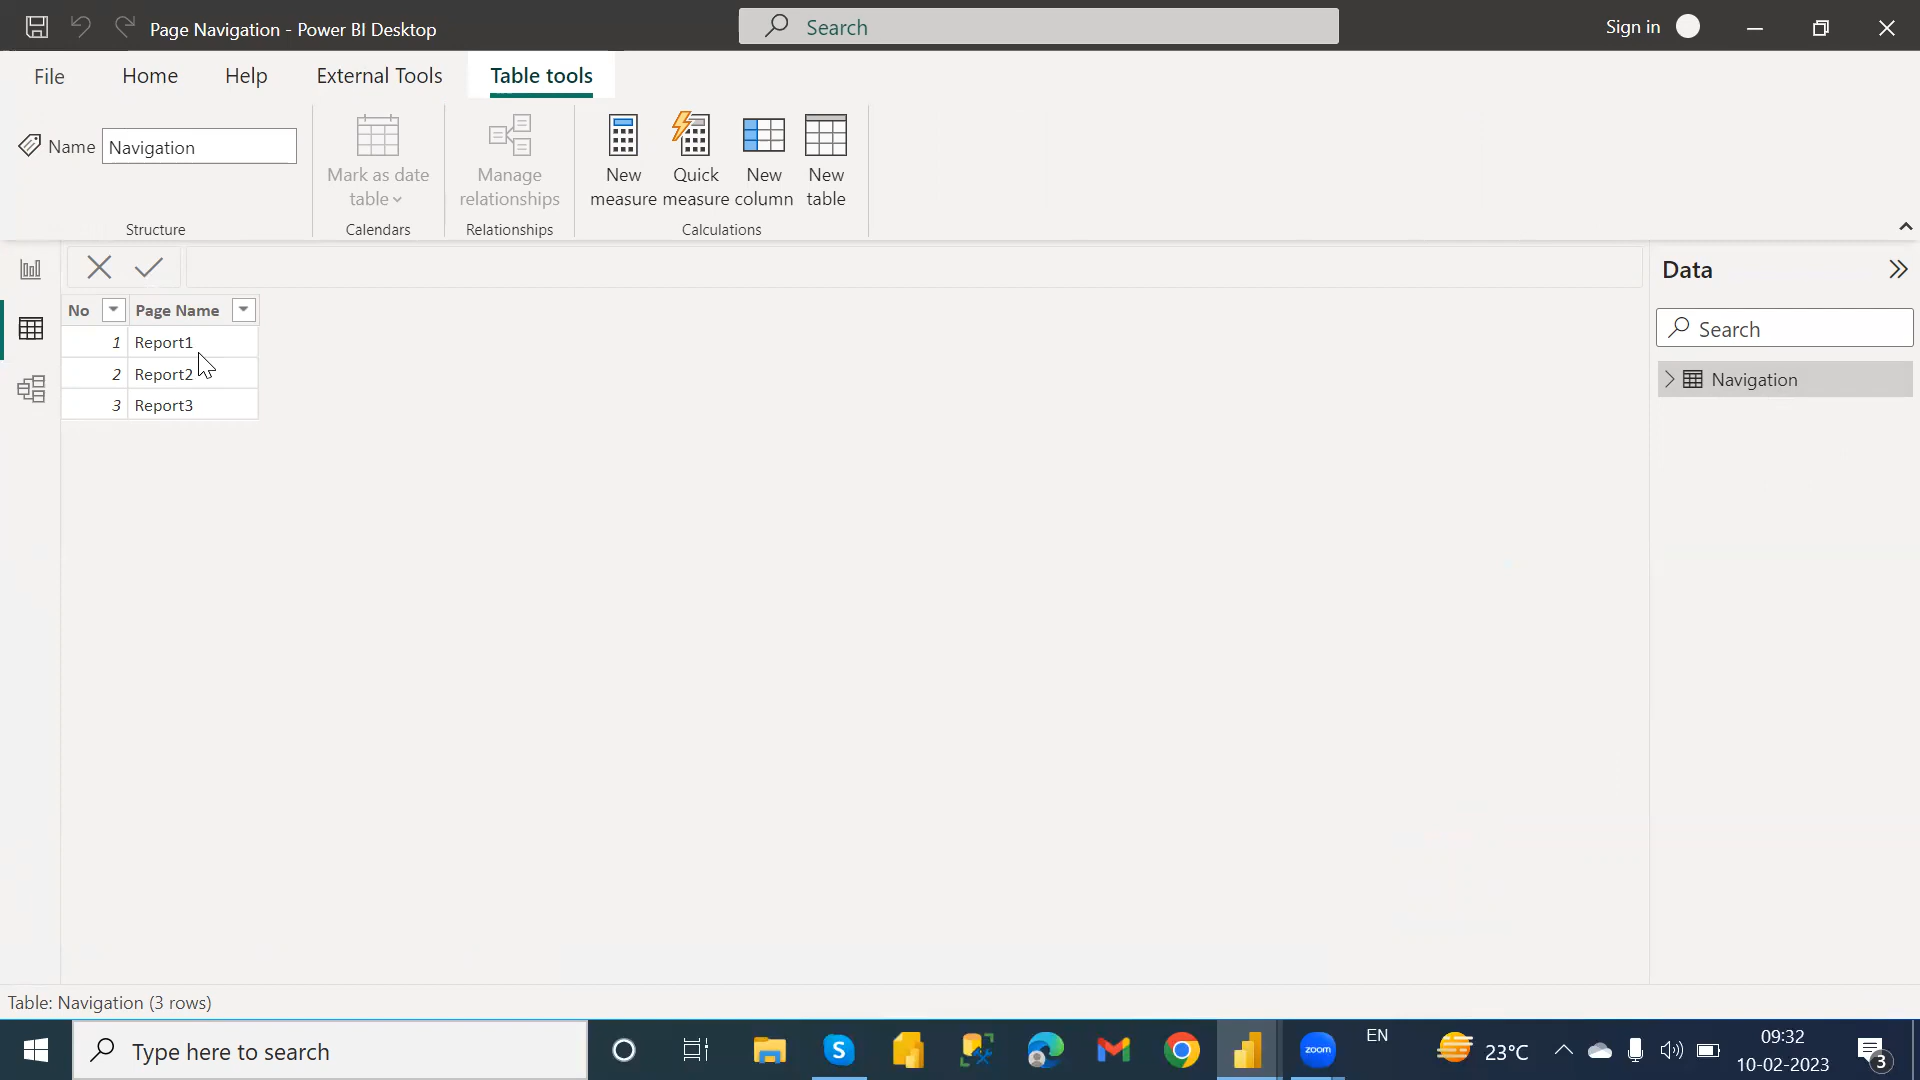 Page Navigation - Power BI Desktop
Search
Sign in
File
Home
Help
External Tools
Table tools
Name
Navigation
Mark as date
table
Manage
relationships
New
measure
Quick
measure
New
column
New
table
Structure
Calendars
Relationships
Calculations
Data
No
Page Name
Search
1
Report1
2
Report2
3
Report3
Navigation
Table: Navigation (3 rows)
Type here to search
S
zoom
EN
23°C
09:32
10-02-2023
3